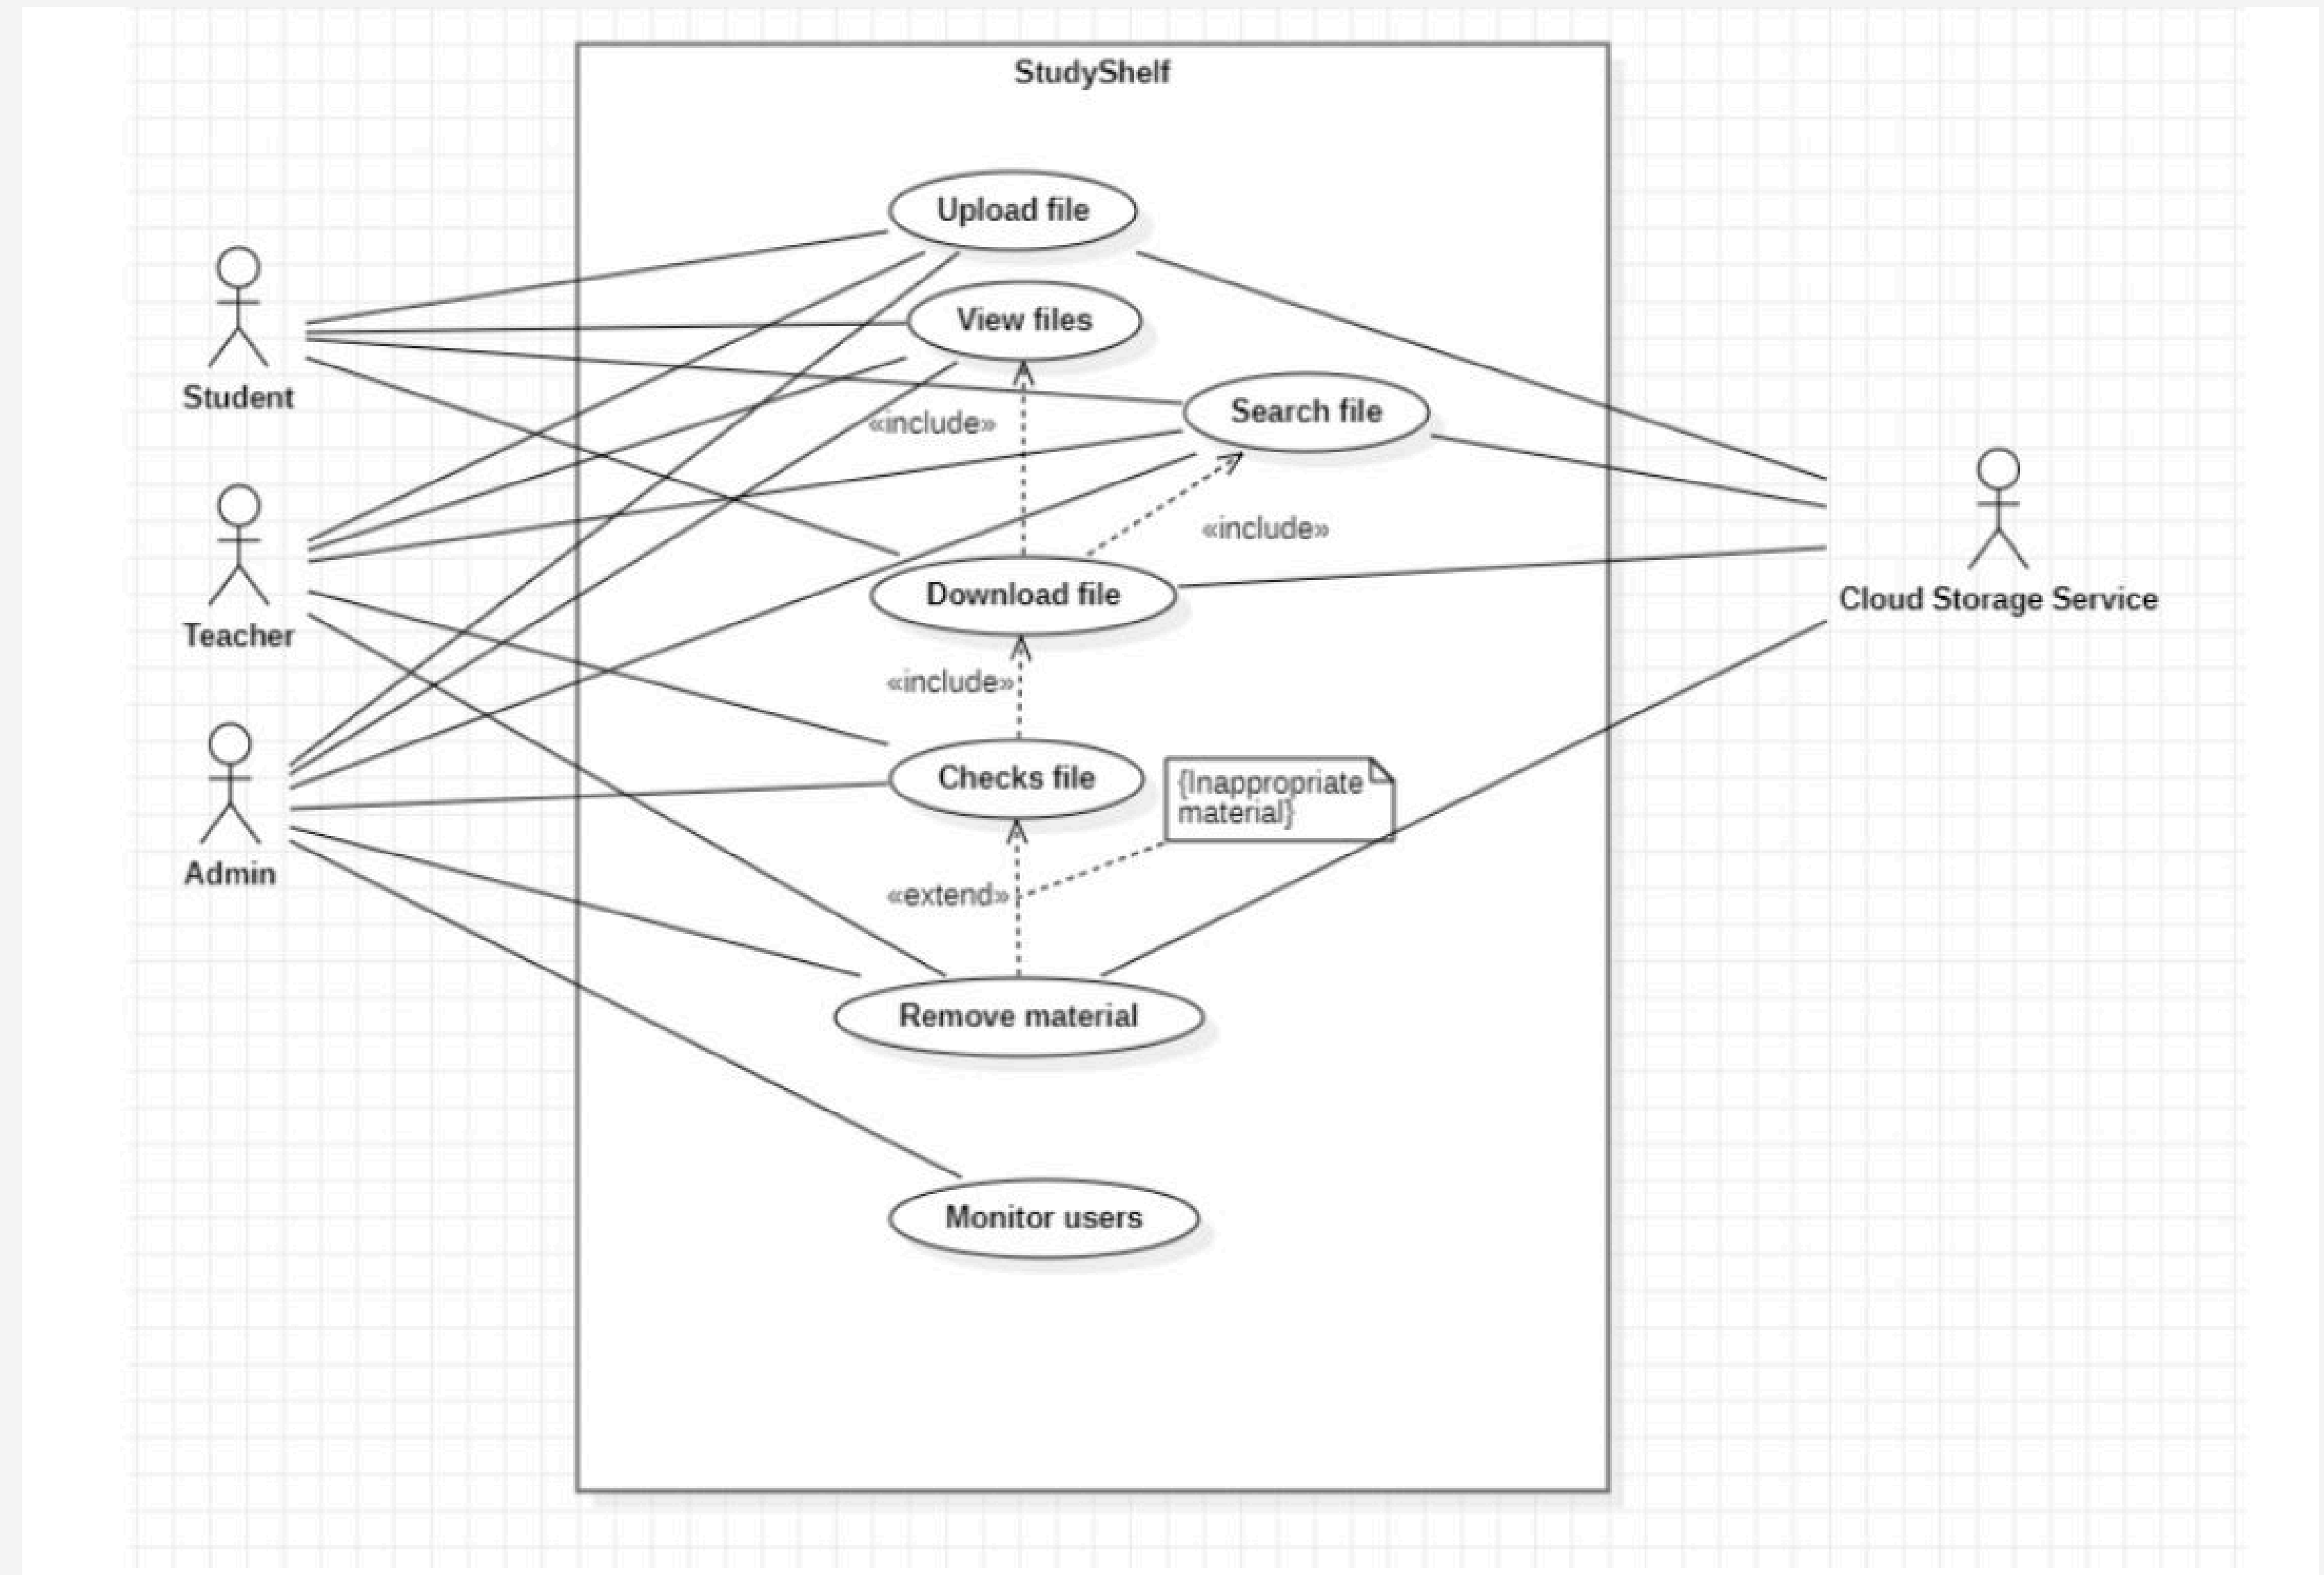 StudyShelf
Upload file
View files
Student
«include»
Search file
«include»
Download file
Cloud Storage Service
Teacher
«include»
Checks file
{Inappropriate
material}
Admin
«extend»
Remove material
Monitor users